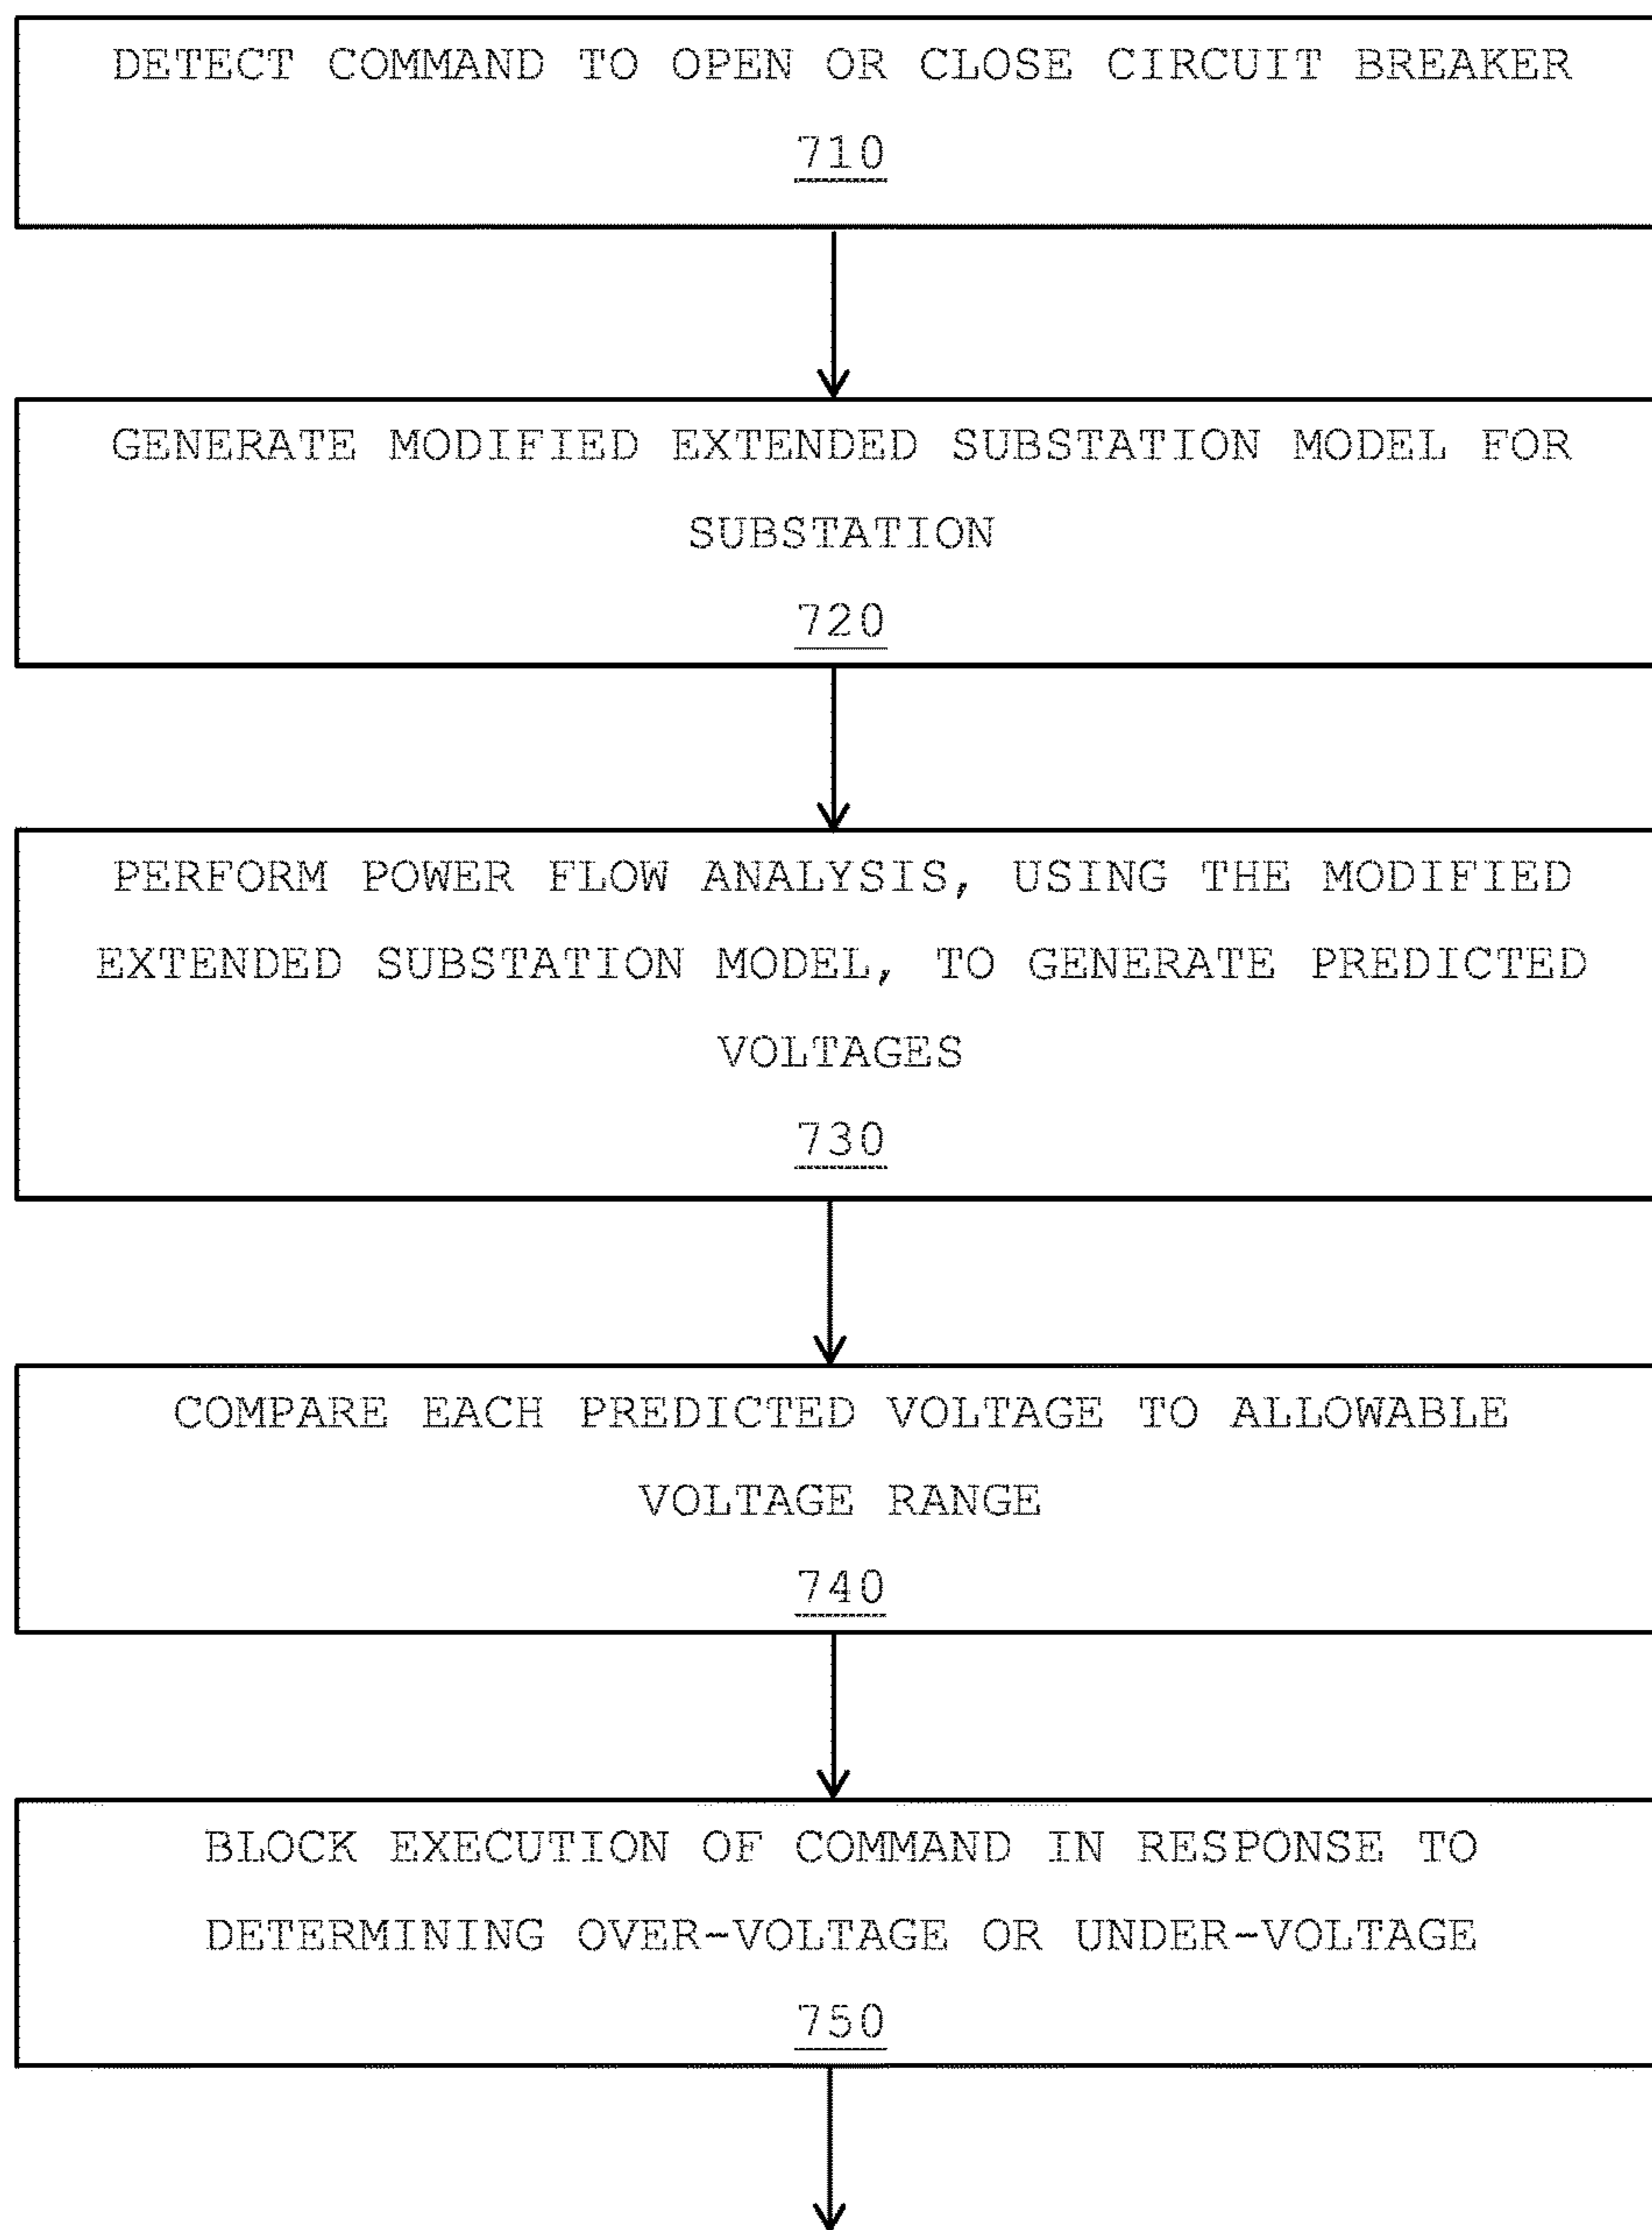 DETECT COMMAND TO OPEN OR CLOSE CIRCUIT BREAKER
710
GENERATE MODIFIED EXTENDED SUBSTATION MODEL FOR
SUBSTATION
720
PERFORM POWER FLOW ANALYSIS, USING THE MODIFIED
EXTENDED SUBSTATION MODEL, TO GENERATE PREDICTED
VOLTAGES
730
COMPARE EACH PREDICTED VOLTAGE TO ALLOWABLE
VOLTAGE RANGE
740
BLOCK EXECUTION OF COMMAND IN RESPONSE TO
DETERMINING OVER-VOLTAGE OR UNDER-VOLTAGE
750